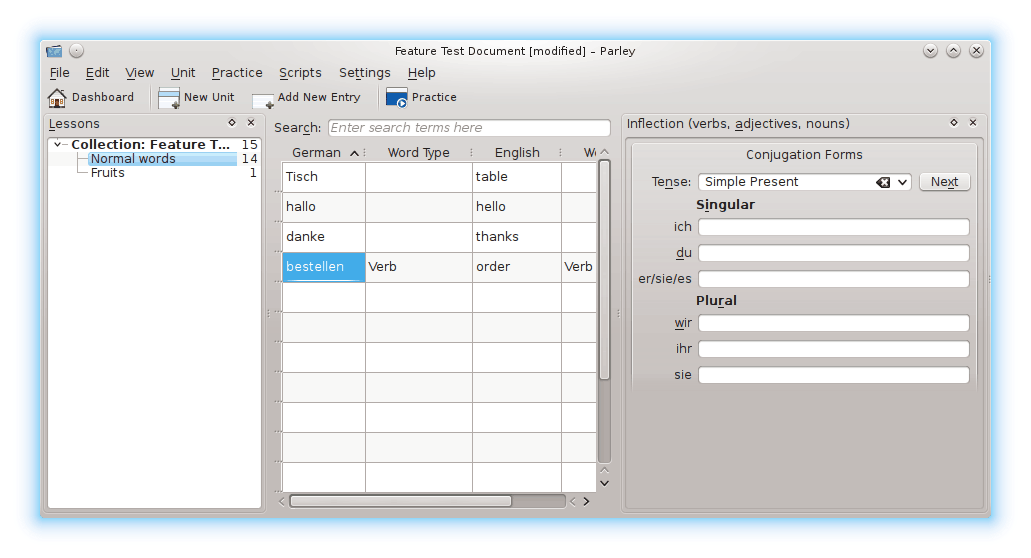 Feature Test Document [modified] – Parley
File Edit View Unit Practice Scripts Settings Help
Dashboard New Unit Add New Entry Practice
Lessons
Collection: Feature T... 15
Normal words 14
Fruits 1
Search: Enter search terms here
German Word Type English
Tisch table
hallo hello
danke thanks
bestellen Verb order Verb
Inflection (verbs, adjectives, nouns)
Conjugation Forms
Tense: Simple Present Next
Singular
ich
du
er/sie/es
Plural
wir
ihr
sie